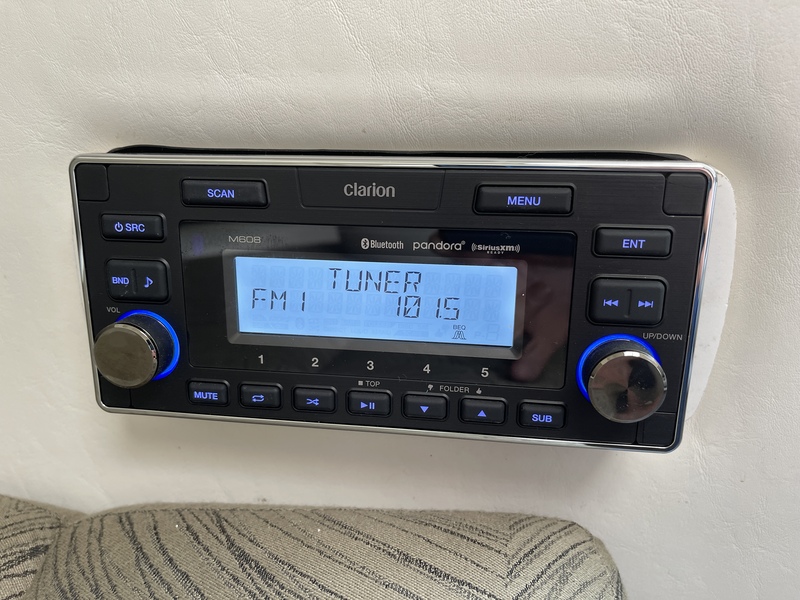 SCAN
clarion
MENU
SRC
M608
Bluetooth
pandora
SiriusXM
READY
ENT
BND
TUNER
FM1 101.5
BEQ
VOL
UP/DOWN
1 2 3 4 5
TOP
FOLDER
MUTE
SUB